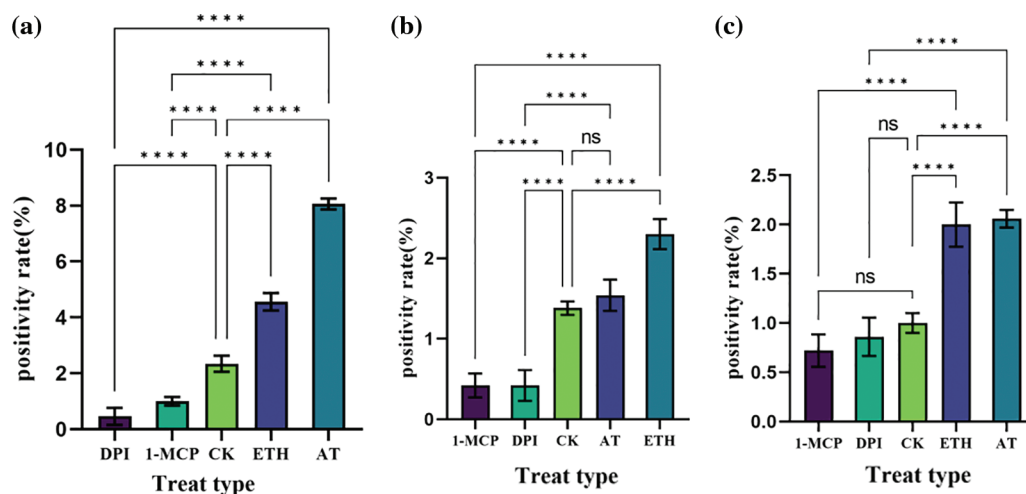 (a)
****
****
**** ****
**** ****
positivity rate(%)
10
8
6
4
2
0
DPI 1-MCP CK ETH AT
Treat type
(b)
****
****
**** ns
**** ****
positivity rate(%)
3
2
1
0
1-MCP DPI CK AT ETH
Treat type
(c)
****
****
ns ****
****
ns
positivity rate(%)
2.5
2.0
1.5
1.0
0.5
0.0
1-MCP DPI CK ETH AT
Treat type